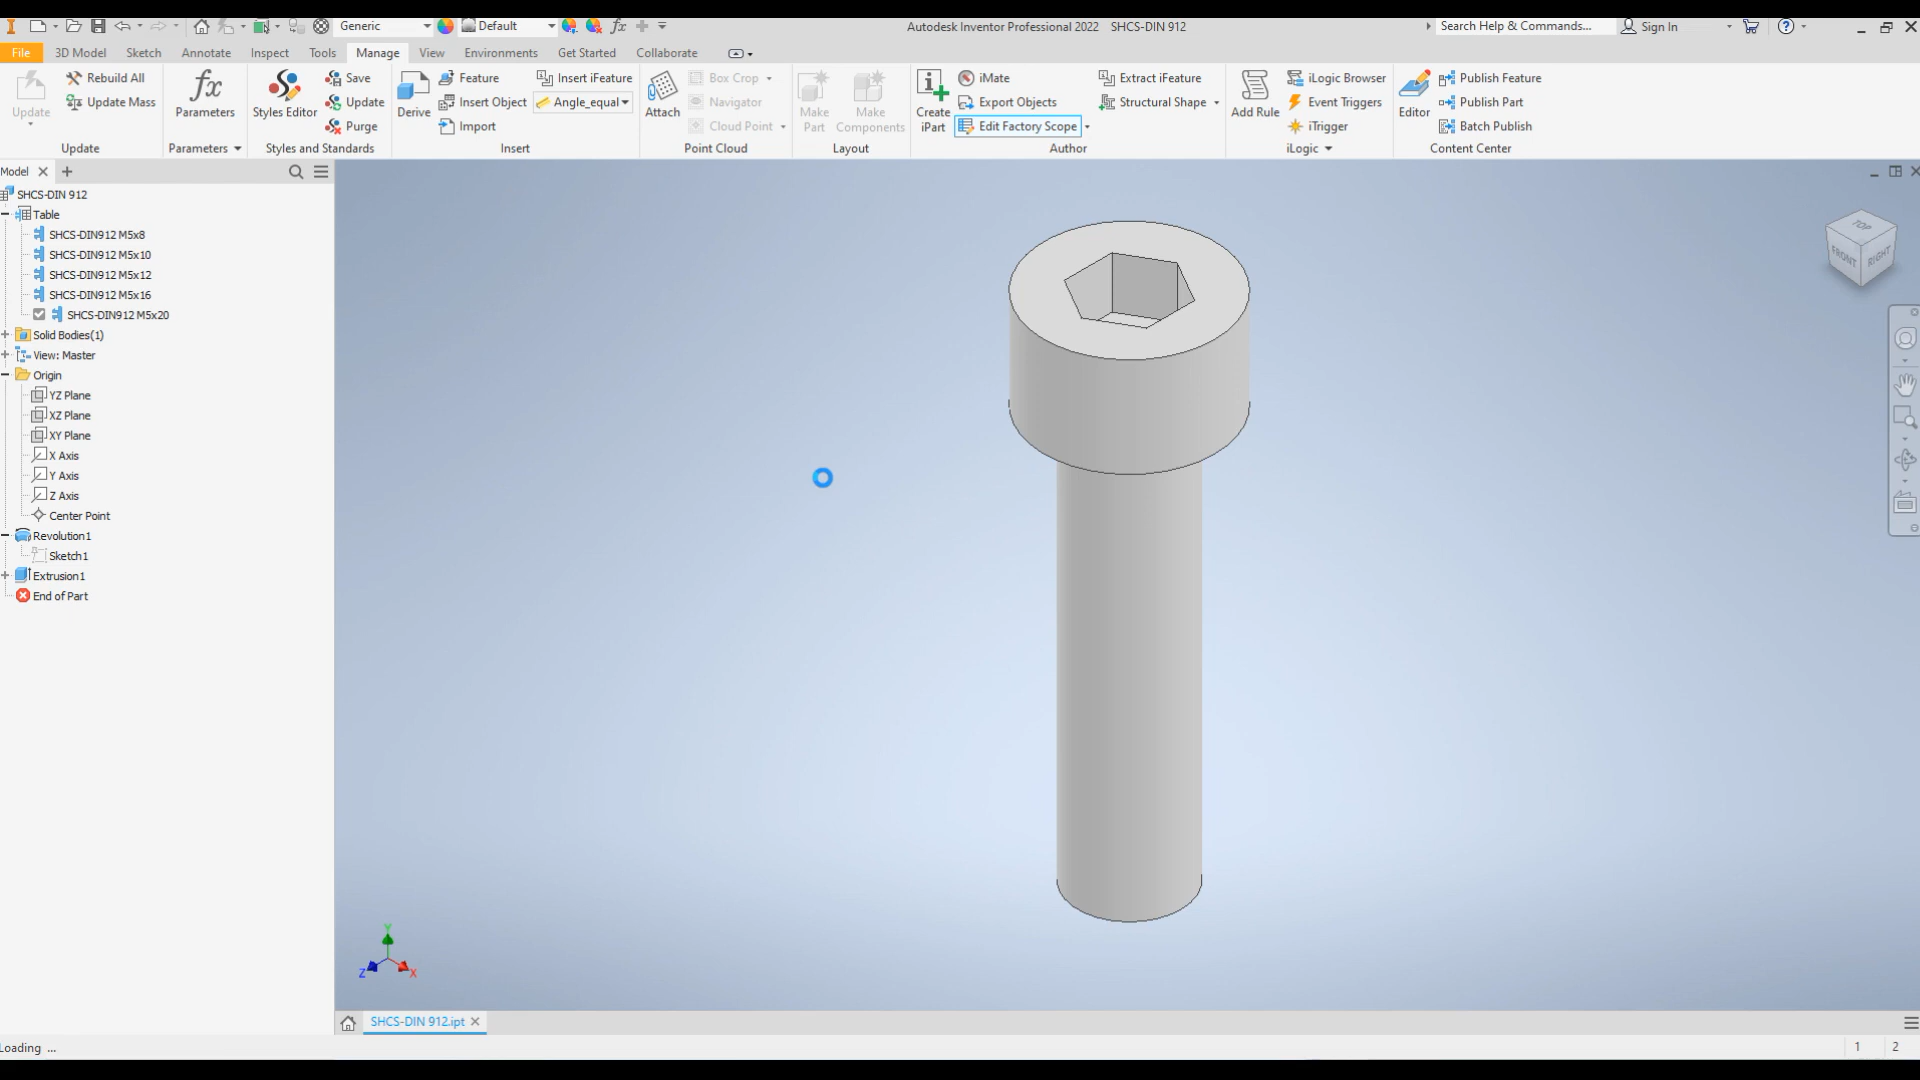 Generic Default fx Autodesk Inventor Professional 2022 SHCS-DIN 912 Search Help & Commands... Sign In
File 3D Model Sketch Annotate Inspect Tools Manage View Environments Get Started Collaborate
Update Rebuild All Update Mass
Update
fx Parameters
Parameters
Styles Editor Save Update Purge
Styles and Standards
Derive Feature Insert Object Import Insert iFeature Angle_equal
Insert
Attach Box Crop Navigator Cloud Point
Point Cloud
Make Part Make Components
Layout
Create iPart iMate Export Objects Edit Factory Scope Extract iFeature Structural Shape
Author
Add Rule iLogic Browser Event Triggers iTrigger
iLogic
Editor Publish Feature Publish Part Batch Publish
Content Center
Model
SHCS-DIN 912
Table
SHCS-DIN912 M5x8
SHCS-DIN912 M5x10
SHCS-DIN912 M5x12
SHCS-DIN912 M5x16
SHCS-DIN912 M5x20
Solid Bodies(1)
View: Master
Origin
YZ Plane
XZ Plane
XY Plane
X Axis
Y Axis
Z Axis
Center Point
Revolution1
Sketch1
Extrusion1
End of Part
TOP
FRONT RIGHT
Y
Z X
SHCS-DIN 912.ipt
Loading ... 1 2